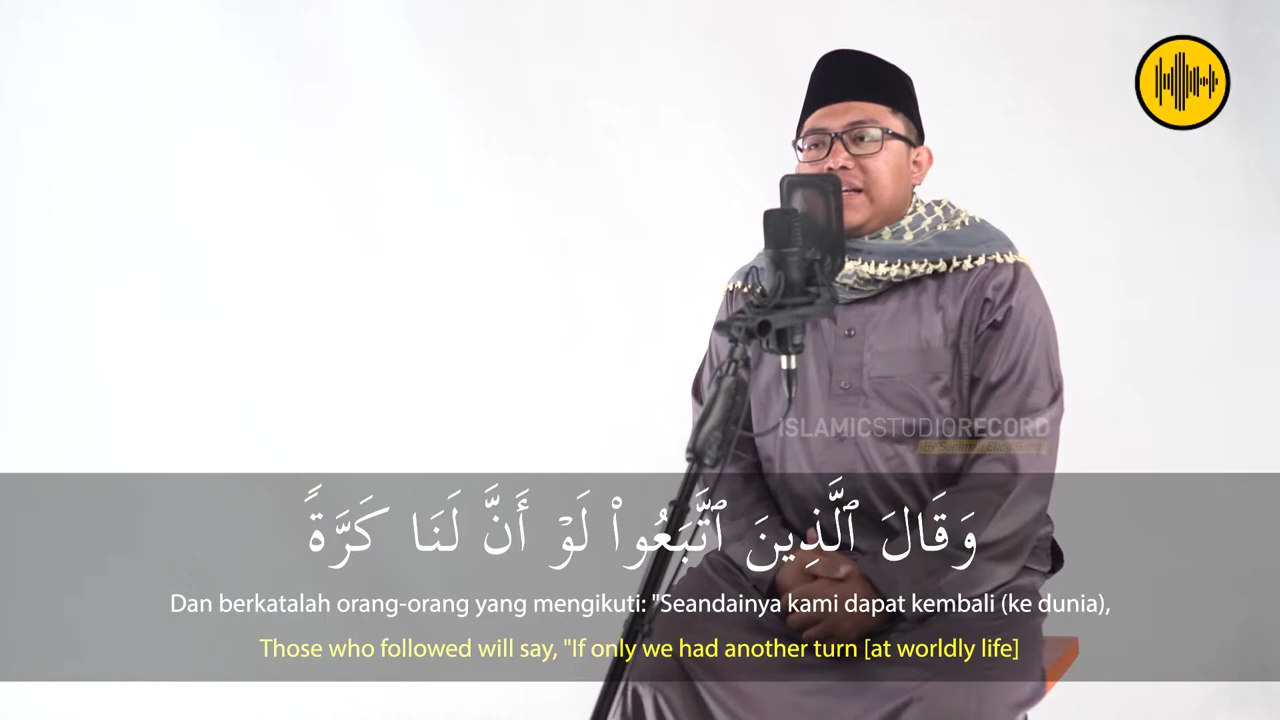 ISLAMICSTUDIORECORD
وَقَالَ ٱلَّذِينَ ٱتَّبَعُوا۟ لَوْ أَنَّ لَنَا كَرَّةً
Dan berkatalah orang-orang yang mengikuti: "Seandainya kami dapat kembali (ke dunia),
Those who followed will say, "If only we had another turn [at worldly life]